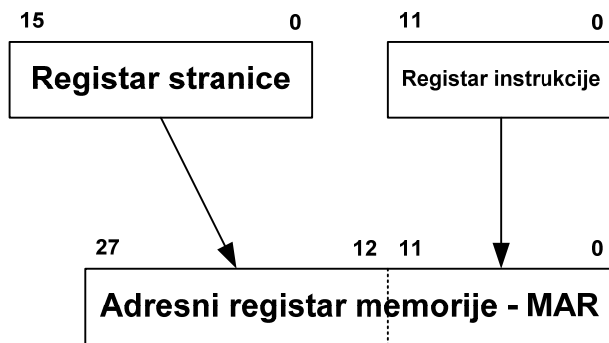 15 0 11 0
Registar stranice
Registar instrukcije
27 12 11 0
Adresni registar memorije - MAR